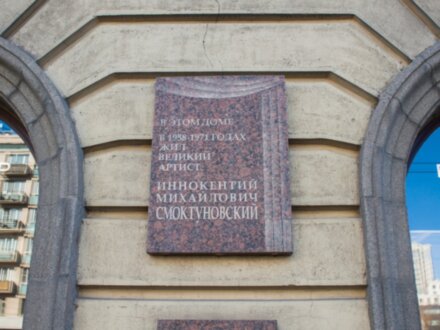 В ЭТОМ ДОМЕ
В 1958-1971 ГОДАХ
ЖИЛ
ВЕЛИКИЙ
АРТИСТ
ИННОКЕНТИЙ
МИХАЙЛОВИЧ
СМОКТУНОВСКИЙ